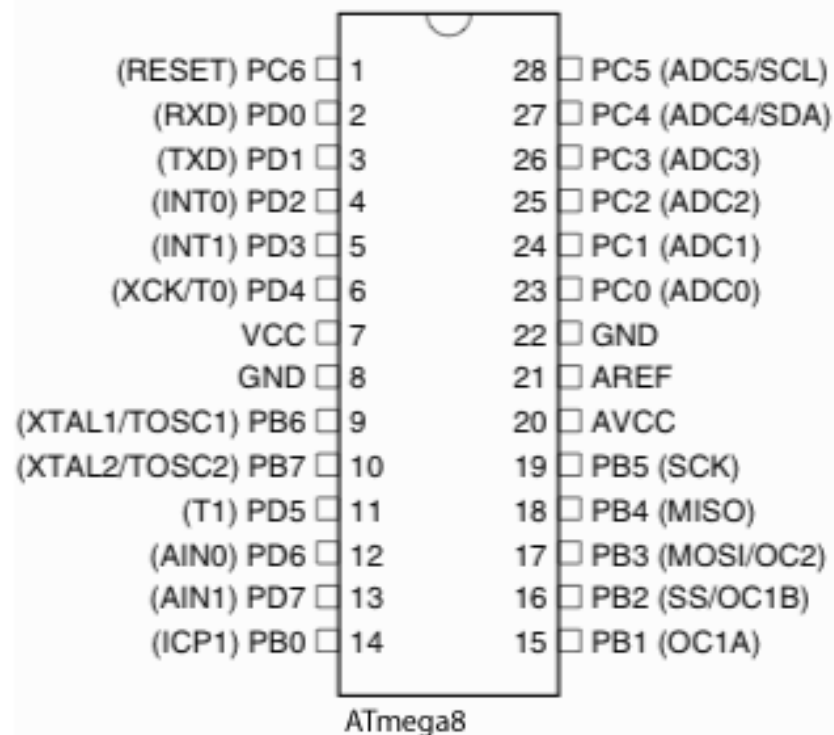 (RESET) PC6 1 28 PC5 (ADC5/SCL)
(RXD) PD0 2 27 PC4 (ADC4/SDA)
(TXD) PD1 3 26 PC3 (ADC3)
(INT0) PD2 4 25 PC2 (ADC2)
(INT1) PD3 5 24 PC1 (ADC1)
(XCK/T0) PD4 6 23 PC0 (ADC0)
VCC 7 22 GND
GND 8 21 AREF
(XTAL1/TOSC1) PB6 9 20 AVCC
(XTAL2/TOSC2) PB7 10 19 PB5 (SCK)
(T1) PD5 11 18 PB4 (MISO)
(AIN0) PD6 12 17 PB3 (MOSI/OC2)
(AIN1) PD7 13 16 PB2 (SS/OC1B)
(ICP1) PB0 14 15 PB1 (OC1A)
ATmega8